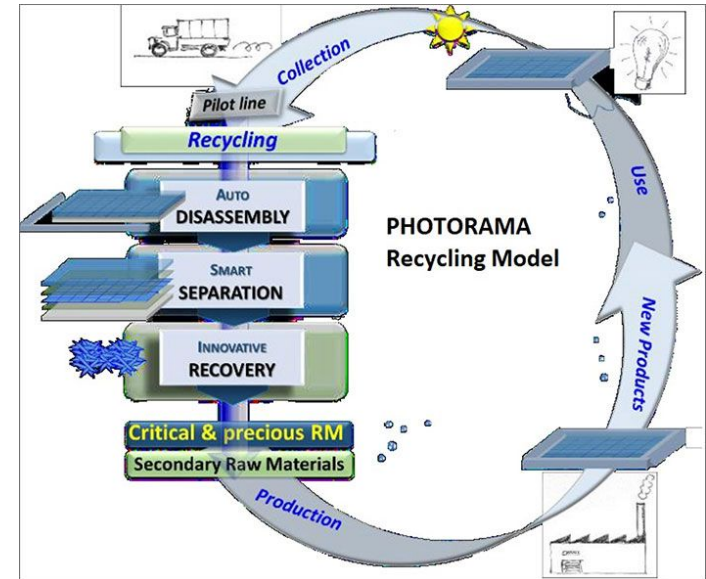 Collection
Pilot line
Recycling
AUTO
DISASSEMBLY
SMART
SEPARATION
INNOVATIVE
RECOVERY
Critical & precious RM
Secondary Raw Materials
Production
New Products
Use
PHOTORAMA
Recycling Model